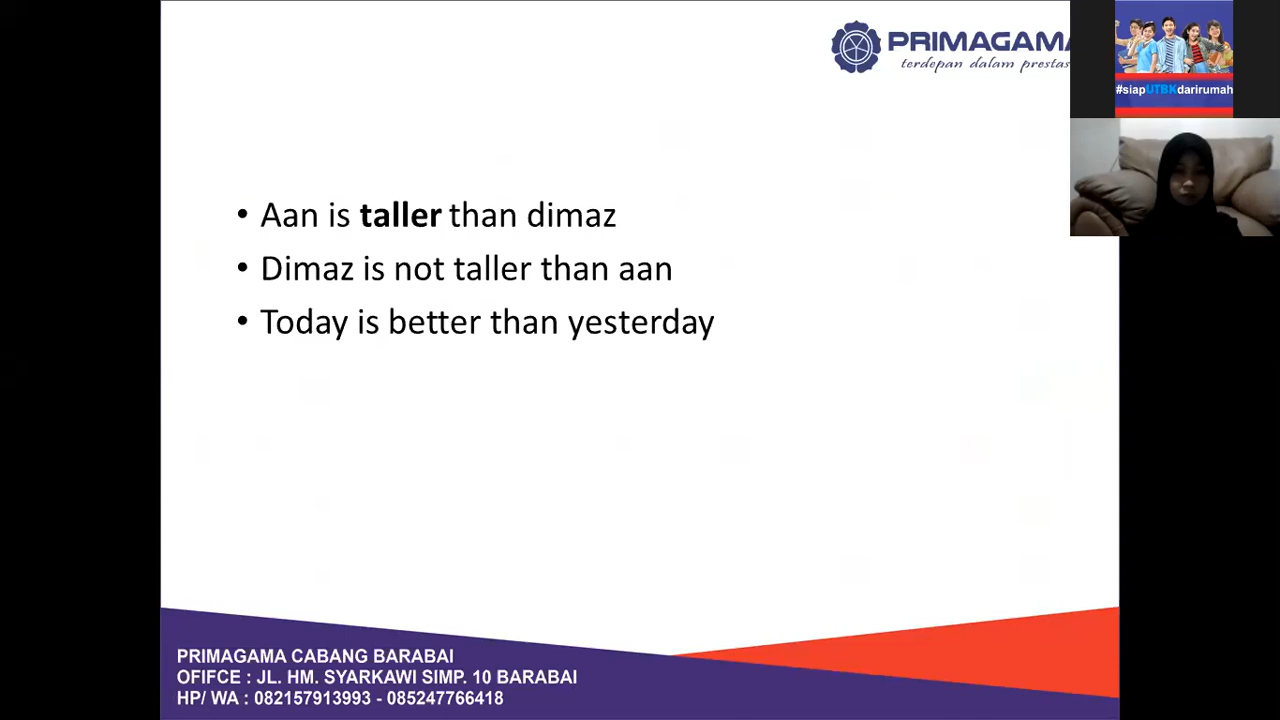 PRIMAGAMA
terdepan dalam prestas
#siapUTBKdarirumah
• Aan is taller than dimaz
• Dimaz is not taller than aan
• Today is better than yesterday
PRIMAGAMA CABANG BARABAI
OFIFCE : JL. HM. SYARKAWI SIMP. 10 BARABAI
HP/ WA : 082157913993 - 085247766418